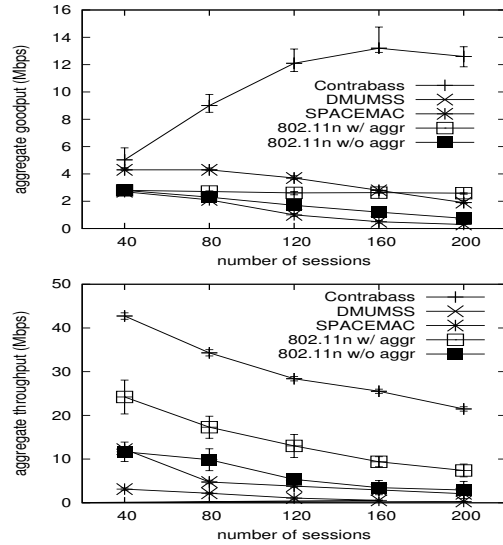 aggregate goodput (Mbps)
16
14
12
10
8
6
4
2
0
Contrabass
DMUMSS
SPACEMAC
802.11n w/ aggr
802.11n w/o aggr
40 80 120 160 200
number of sessions
aggregate throughput (Mbps)
50
40
30
20
10
0
Contrabass
DMUMSS
SPACEMAC
802.11n w/ aggr
802.11n w/o aggr
40 80 120 160 200
number of sessions